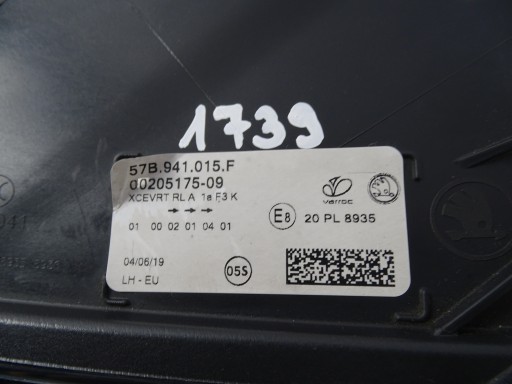 1739
57B.941.015.F
00205175-09
XCEVRT RL A 1a F3 K
01 00 02 01 04 01
varroc
E8 20 PL 8935
04/06/19
LH - EU
05S